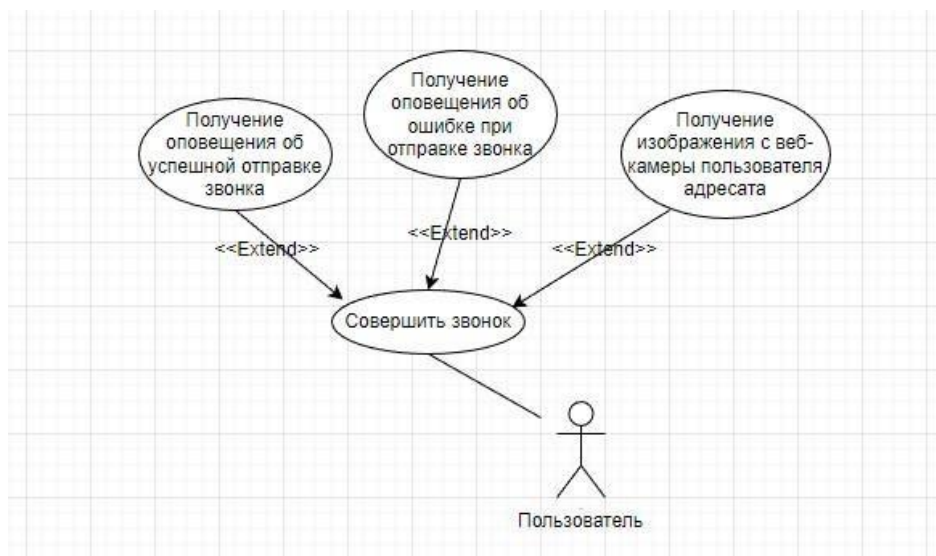 Получение
оповещения об
успешной отправке
звонка
Получение
оповещения об
ошибке при
отправке звонка
Получение
изображения с веб-
камеры пользователя
адресата
<<Extend>>
<<Extend>>
<<Extend>>
Совершить звонок
Пользователь